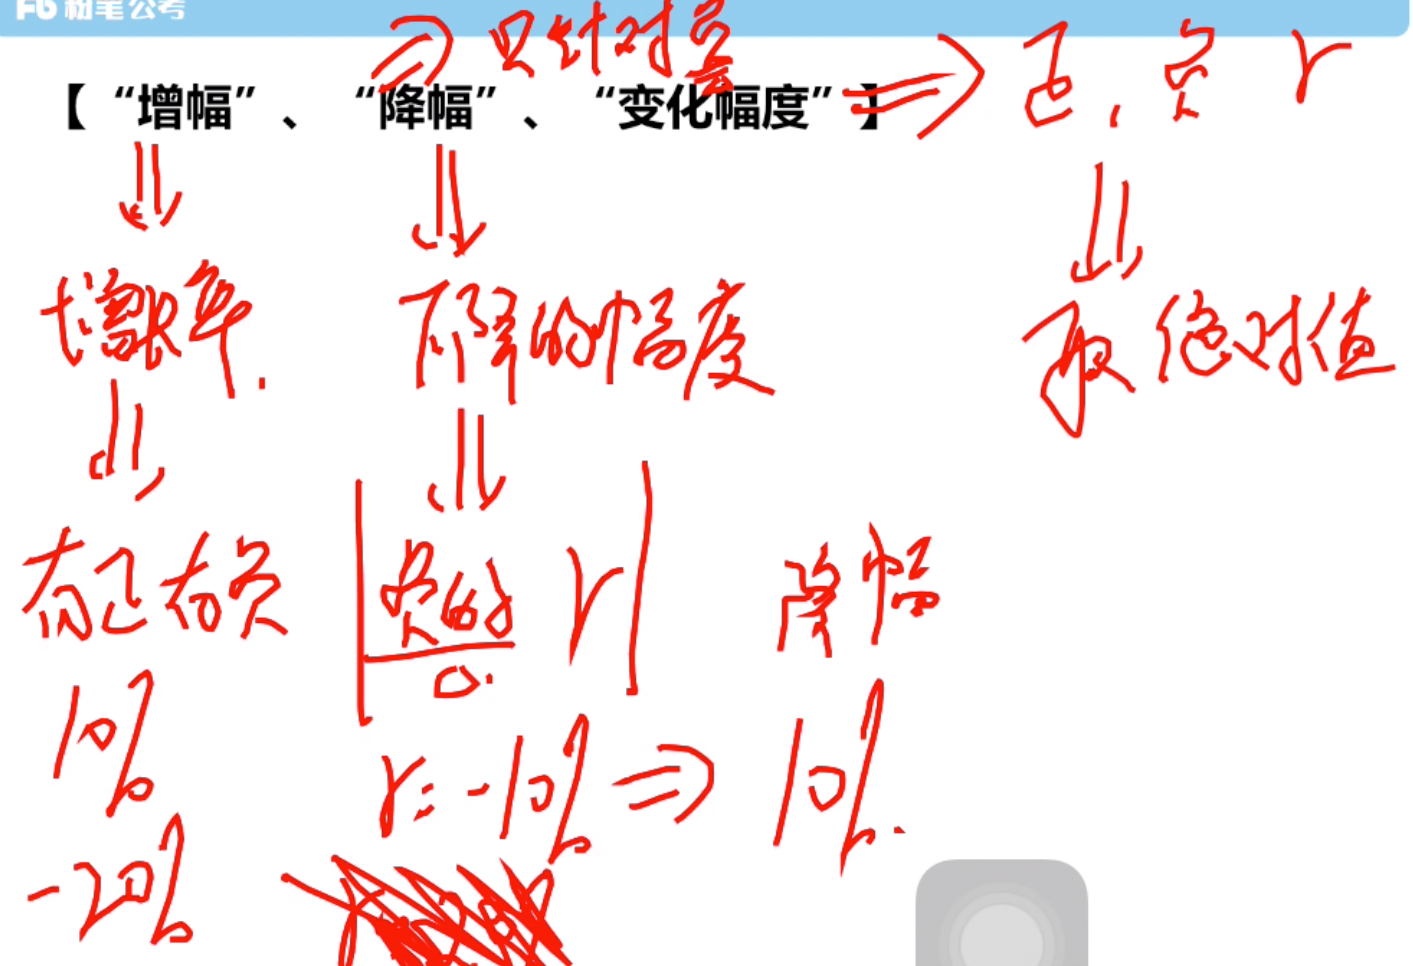 粉笔公考
⇒ 只针对负 ⇒ 正，负 r
【“增幅”、“降幅”、“变化幅度”】
增长率. 下降的幅度 取绝对值
有正有负 |负的 r| 降幅
10% r=-10% ⇒ 10%.
-20%